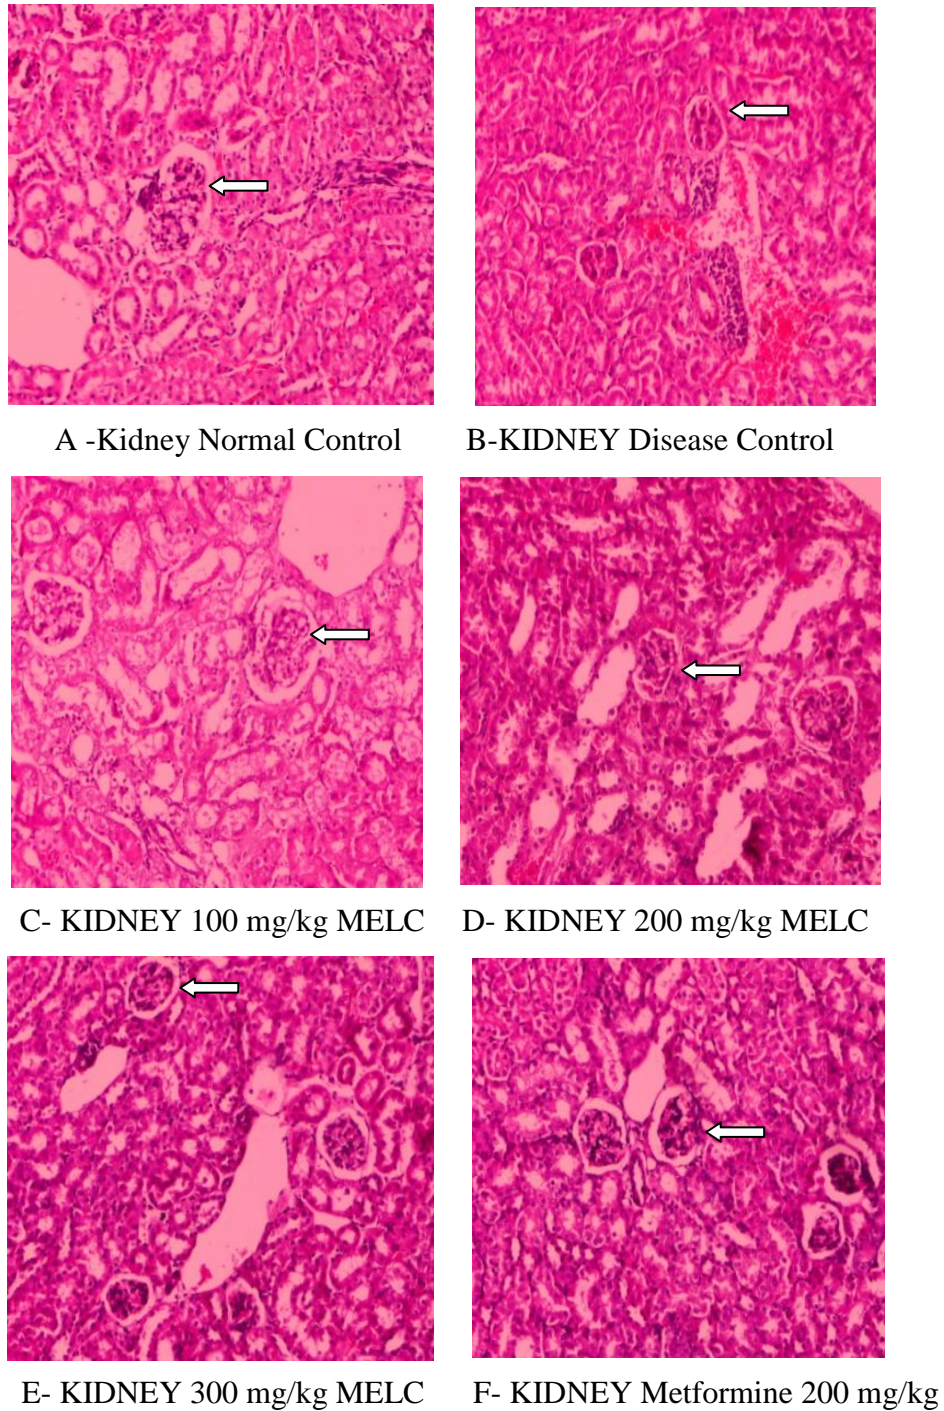 A -Kidney Normal Control
B-KIDNEY Disease Control
C- KIDNEY 100 mg/kg MELC
D- KIDNEY 200 mg/kg MELC
E- KIDNEY 300 mg/kg MELC
F- KIDNEY Metformine 200 mg/kg